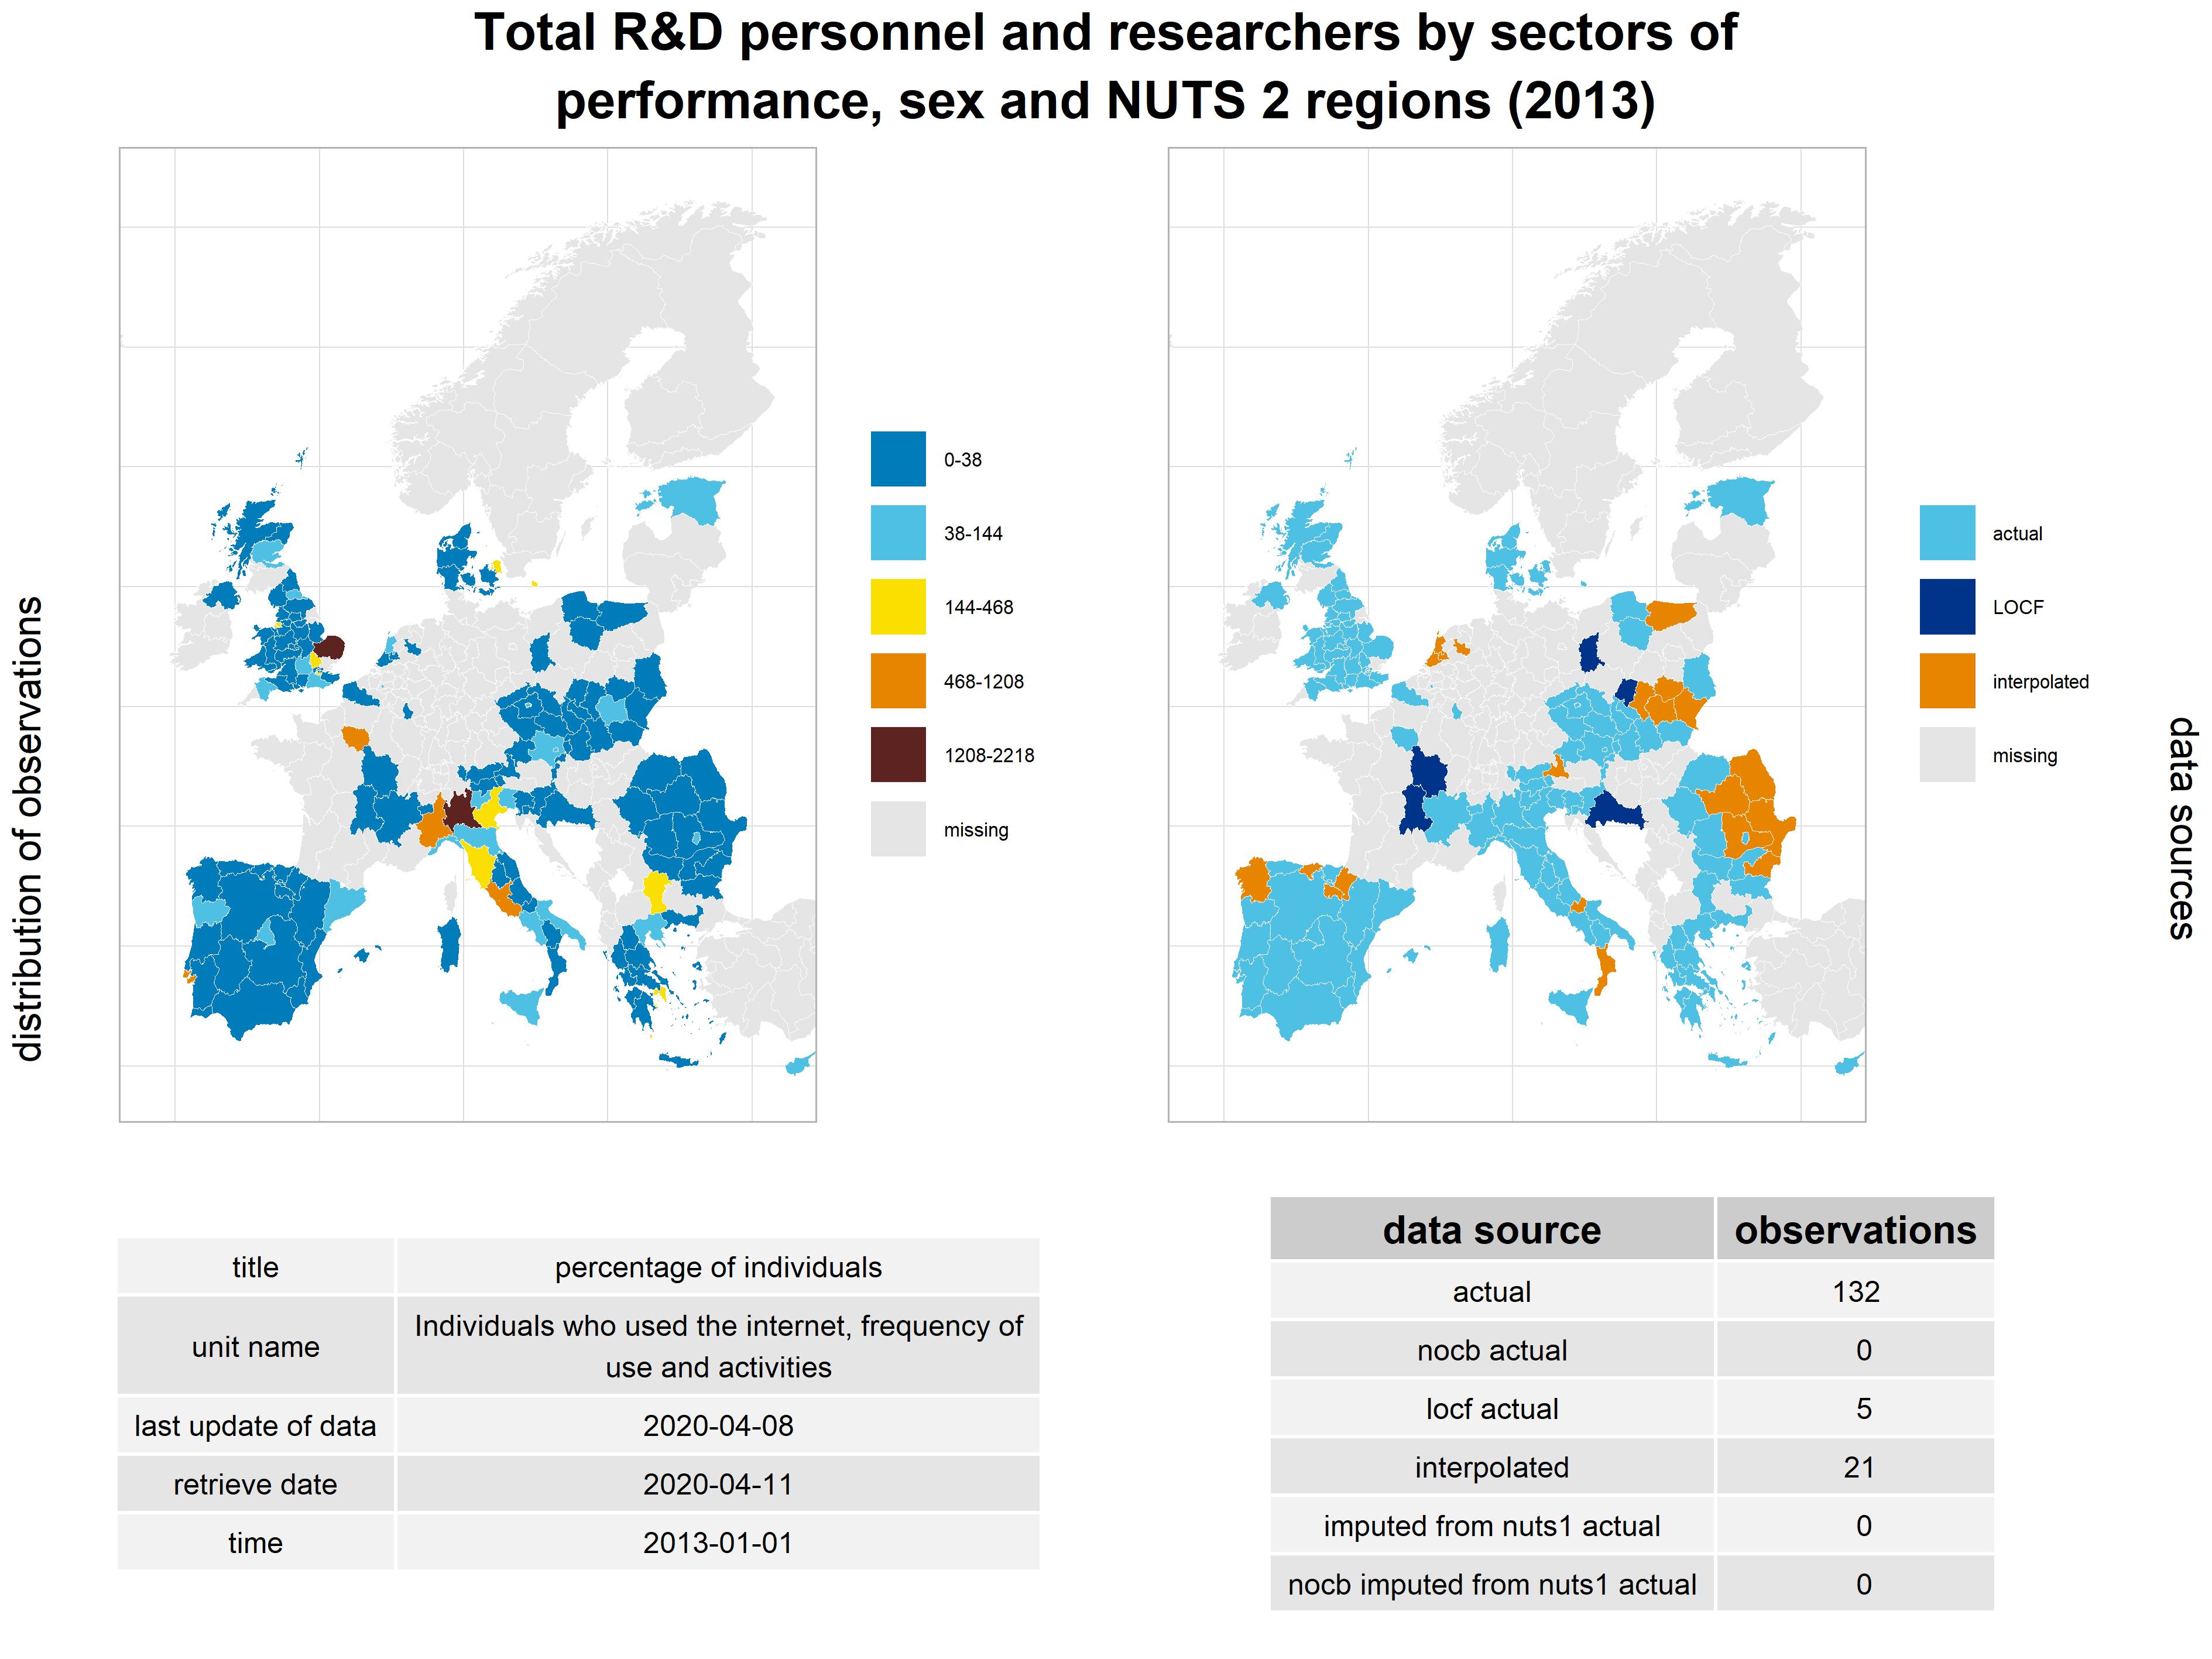 Total R&D personnel and researchers by sectors of
performance, sex and NUTS 2 regions (2013)
distribution of observations
0-38
38-144
144-468
468-1208
1208-2218
missing
actual
LOCF
interpolated
missing
data sources
title percentage of individuals
unit name Individuals who used the internet, frequency of
use and activities
last update of data 2020-04-08
retrieve date 2020-04-11
time 2013-01-01
data source observations
actual 132
nocb actual 0
locf actual 5
interpolated 21
imputed from nuts1 actual 0
nocb imputed from nuts1 actual 0